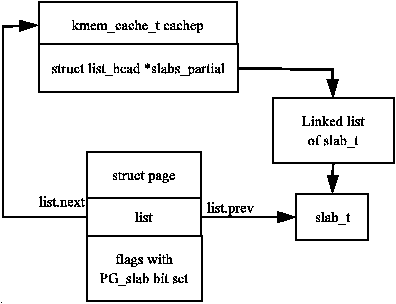 kmem_cache_t cachep
struct list_head *slabs_partial
Linked list
of slab_t
struct page
list.next
list
list.prev
slab_t
flags with
PG_slab bit set